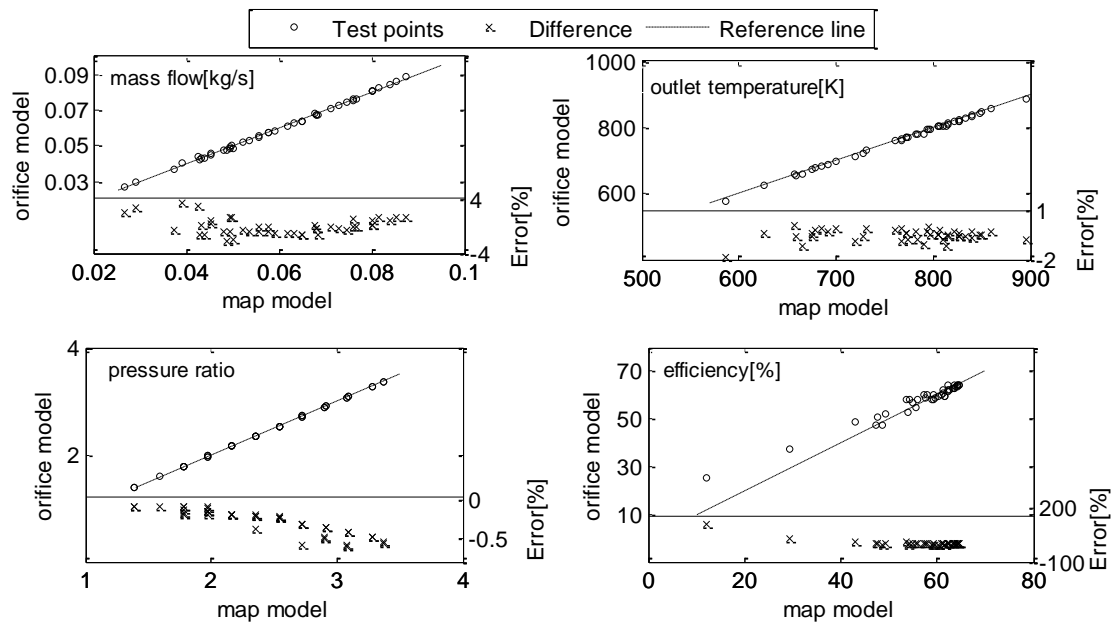 Test points Difference Reference line
mass flow[kg/s]
0.09
0.07
0.05
0.03
orifice model
4
-4
Error[%]
0.02 0.04 0.06 0.08 0.1
map model
outlet temperature[K]
1000
800
600
orifice model
1
-2
Error[%]
500 600 700 800 900
map model
pressure ratio
4
2
orifice model
0
-0.5
Error[%]
1 2 3 4
map model
efficiency[%]
70
50
30
10
orifice model
200
-100
Error[%]
0 20 40 60 80
map model